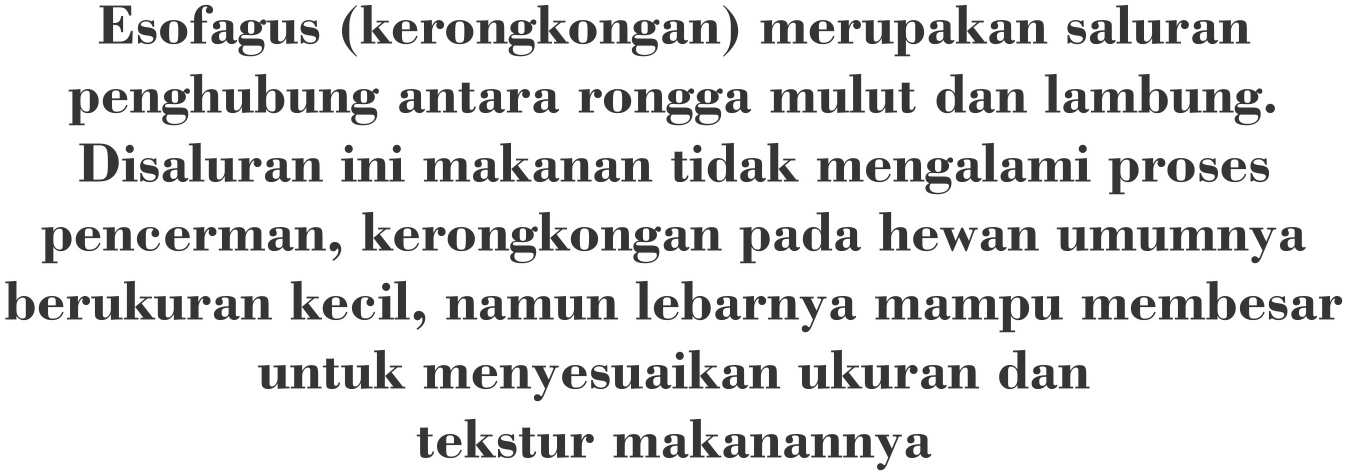 Esofagus (kerongkongan) merupakan saluran
penghubung antara rongga mulut dan lambung.
Disaluran ini makanan tidak mengalami proses
pencerman, kerongkongan pada hewan umumnya
berukuran kecil, namun lebarnya mampu membesar
untuk menyesuaikan ukuran dan
tekstur makanannya